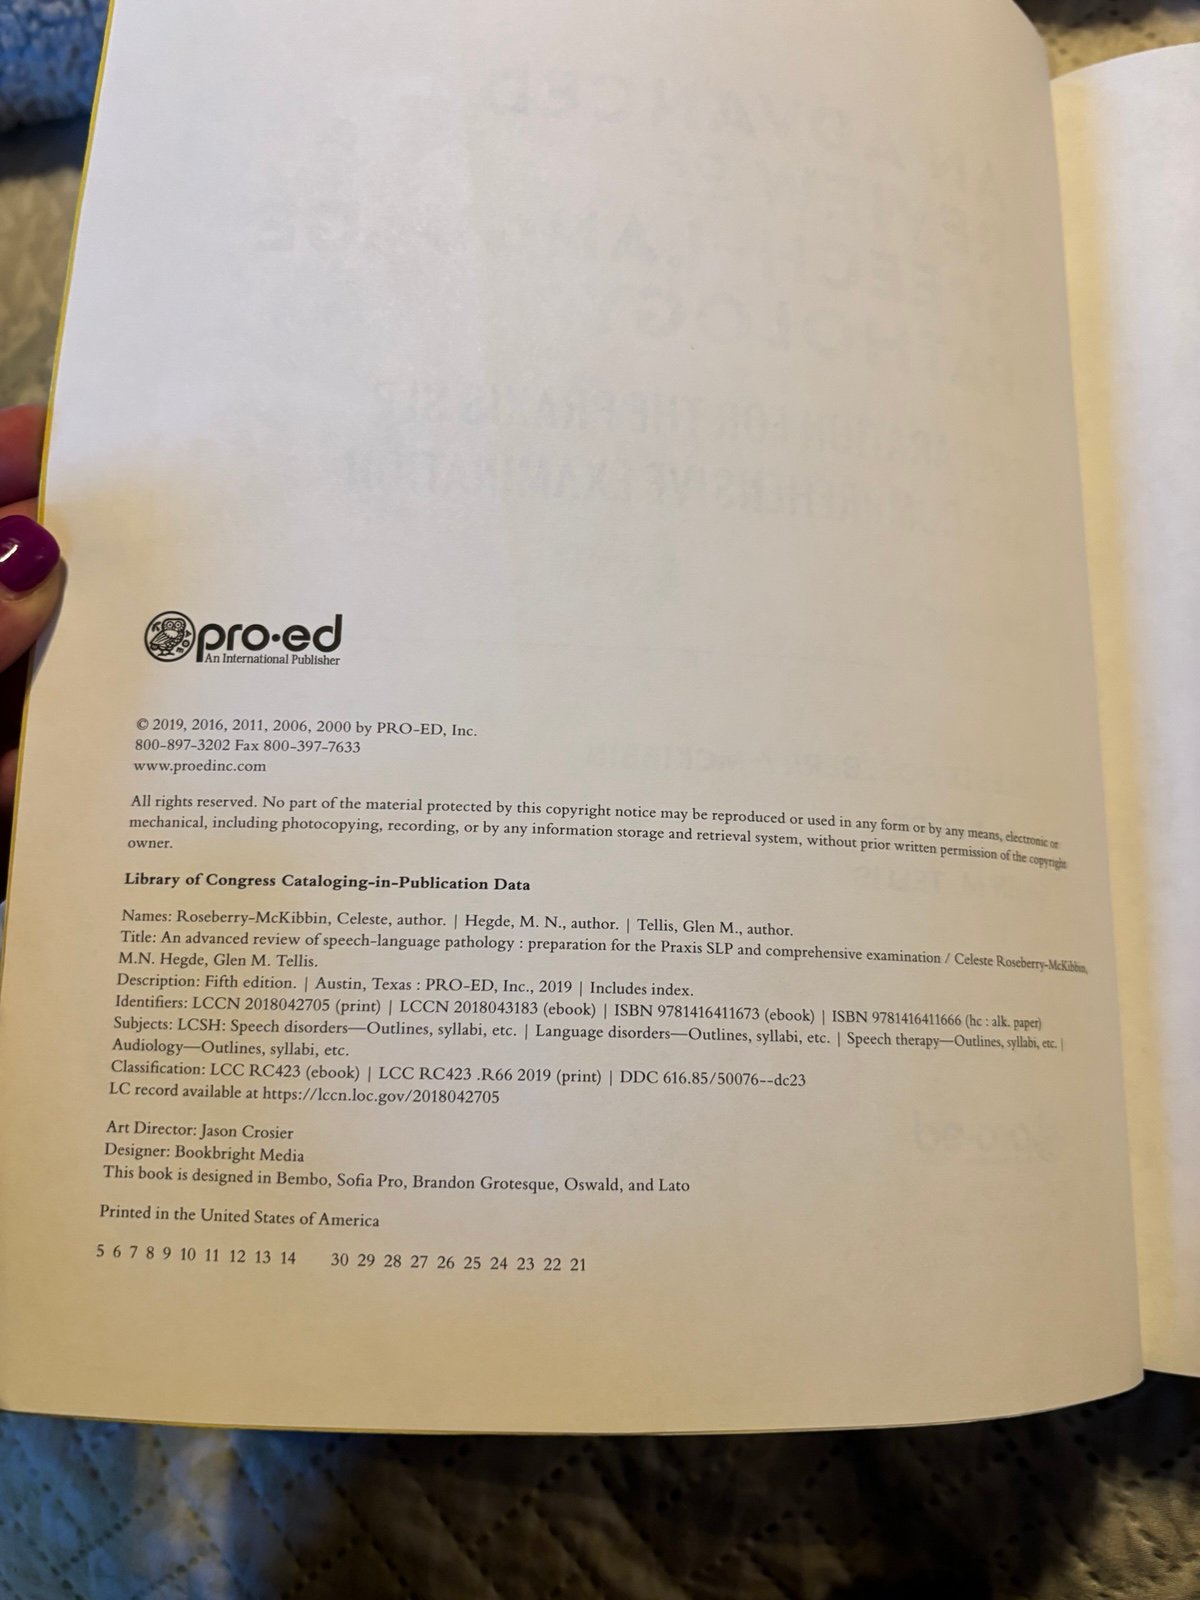 pro·ed
An International Publisher
© 2019, 2016, 2011, 2006, 2000 by PRO-ED, Inc.
800-897-3202 Fax 800-397-7633
www.proedinc.com
All rights reserved. No part of the material protected by this copyright notice may be reproduced or used in any form or by any means, electronic or
mechanical, including photocopying, recording, or by any information storage and retrieval system, without prior written permission of the copyright
owner.
Library of Congress Cataloging-in-Publication Data
Names: Roseberry-McKibbin, Celeste, author. | Hegde, M. N., author. | Tellis, Glen M., author.
Title: An advanced review of speech-language pathology : preparation for the Praxis SLP and comprehensive examination / Celeste Roseberry-McKibbin,
M.N. Hegde, Glen M. Tellis.
Description: Fifth edition. | Austin, Texas : PRO-ED, Inc., 2019 | Includes index.
Identifiers: LCCN 2018042705 (print) | LCCN 2018043183 (ebook) | ISBN 9781416411673 (ebook) | ISBN 9781416411666 (hc : alk. paper)
Subjects: LCSH: Speech disorders—Outlines, syllabi, etc. | Language disorders—Outlines, syllabi, etc. | Speech therapy—Outlines, syllabi, etc. |
Audiology—Outlines, syllabi, etc.
Classification: LCC RC423 (ebook) | LCC RC423 .R66 2019 (print) | DDC 616.85/50076--dc23
LC record available at https://lccn.loc.gov/2018042705
Art Director: Jason Crosier
Designer: Bookbright Media
This book is designed in Bembo, Sofia Pro, Brandon Grotesque, Oswald, and Lato
Printed in the United States of America
5 6 7 8 9 10 11 12 13 14 30 29 28 27 26 25 24 23 22 21